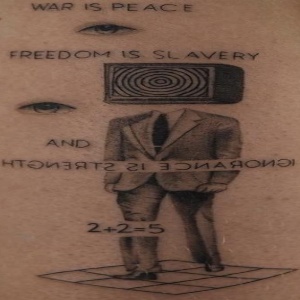 WAR IS PEACE
FREEDOM IS SLAVERY
AND
IGNORANCE IS STRENGTH
2+2=5